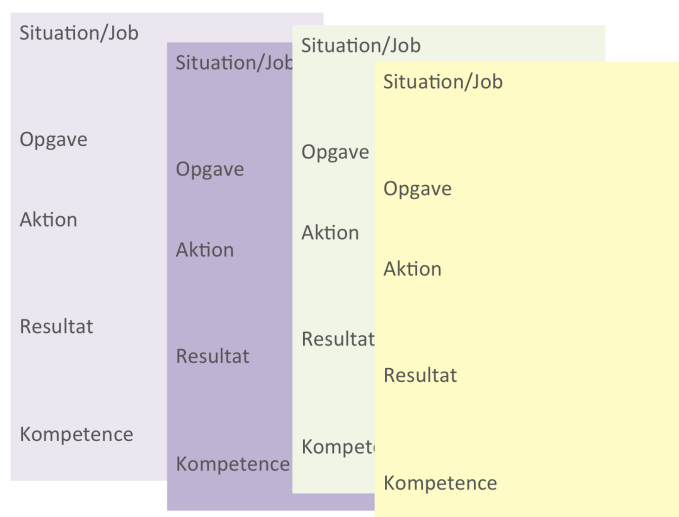 Situation/Job
Opgave
Aktion
Resultat
Kompetence
Situation/Job
Opgave
Aktion
Resultat
Kompetence
Situation/Job
Opgave
Aktion
Resultat
Kompete
Situation/Job
Opgave
Aktion
Resultat
Kompetence